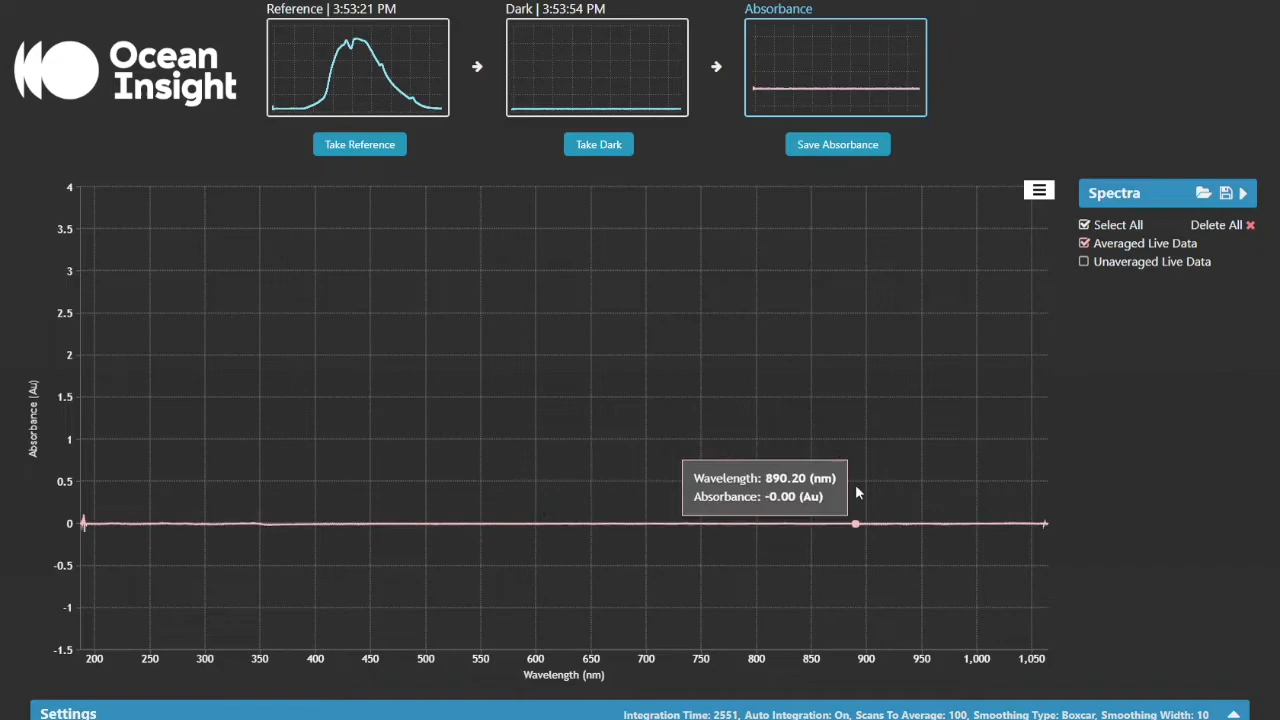 Reference | 3:53:21 PM
Dark | 3:53:54 PM
Absorbance
Ocean
Insight
Take Reference
Take Dark
Save Absorbance
4
3.5
3
2.5
2
1.5
1
0.5
0
-0.5
-1
-1.5
Absorbance (Au)
Wavelength: 890.20 (nm)
Absorbance: -0.00 (Au)
200 250 300 350 400 450 500 550 600 650 700 750 800 850 900 950 1,000 1,050
Wavelength (nm)
Spectra
Select All Delete All
Averaged Live Data
Unaveraged Live Data
Settings
Integration Time: 2551, Auto Integration: On, Scans To Average: 100, Smoothing Type: Boxcar, Smoothing Width: 10